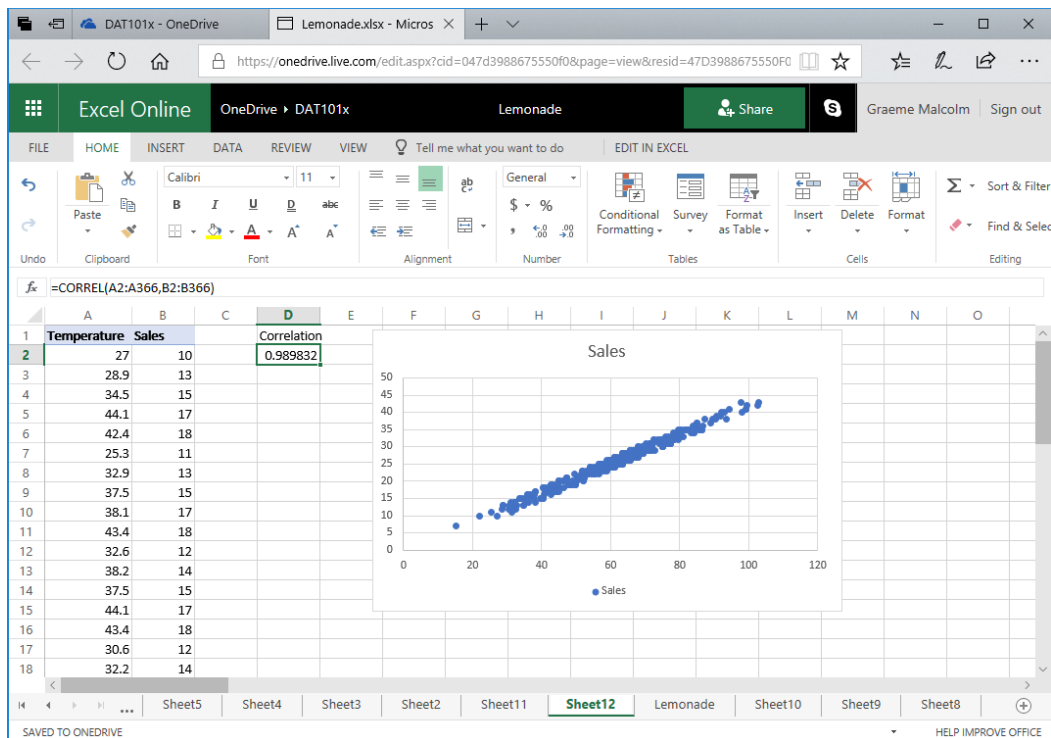 DAT101x - OneDrive
Lemonade.xlsx - Micros
https://onedrive.live.com/edit.aspx?cid=047d3988675550f0&page=view&resid=47D3988675550F0
Excel Online
OneDrive DAT101x
Lemonade
Share
Graeme Malcolm
Sign out
FILE HOME INSERT DATA REVIEW VIEW Tell me what you want to do EDIT IN EXCEL
Calibri 11 General
Paste
B I U D abc
$ %
Conditional Formatting
Survey
Format as Table
Insert Delete Format
Σ Sort & Filter
Find & Selec
Undo Clipboard Font Alignment Number Tables Cells Editing
fx =CORREL(A2:A366,B2:B366)
A B C D E F G H I J K L M N O
1 Temperature Sales Correlation
2 27 10 0.989832
3 28.9 13
4 34.5 15
5 44.1 17
6 42.4 18
7 25.3 11
8 32.9 13
9 37.5 15
10 38.1 17
11 43.4 18
12 32.6 12
13 38.2 14
14 37.5 15
15 44.1 17
16 43.4 18
17 30.6 12
18 32.2 14
Sales
50
45
40
35
30
25
20
15
10
5
0
0 20 40 60 80 100 120
Sales
... Sheet5 Sheet4 Sheet3 Sheet2 Sheet11 Sheet12 Lemonade Sheet10 Sheet9 Sheet8
SAVED TO ONEDRIVE
HELP IMPROVE OFFICE